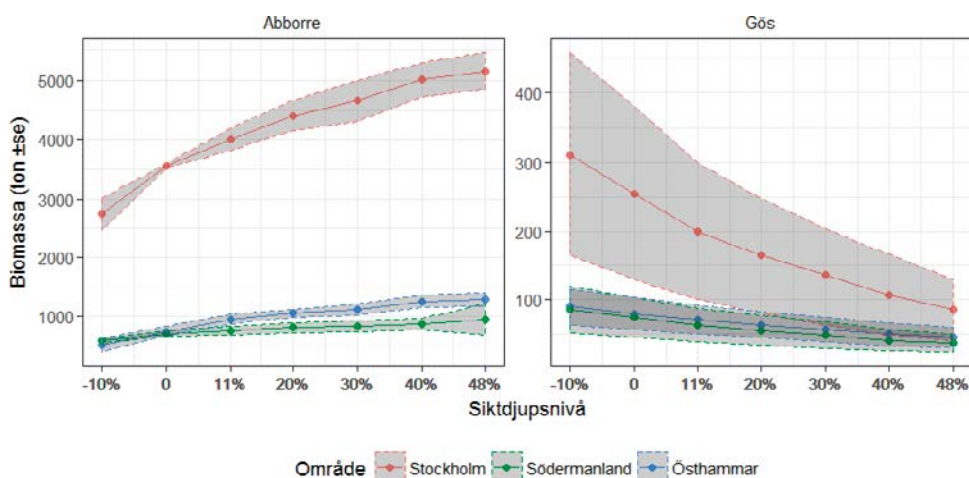 Abborre
Gös
Biomassa (ton ±se)
5000
4000
3000
2000
1000
400
300
200
100
-10% 0 11% 20% 30% 40% 48%
-10% 0 11% 20% 30% 40% 48%
Siktdjupsnivå
Område Stockholm Södermanland Östhammar